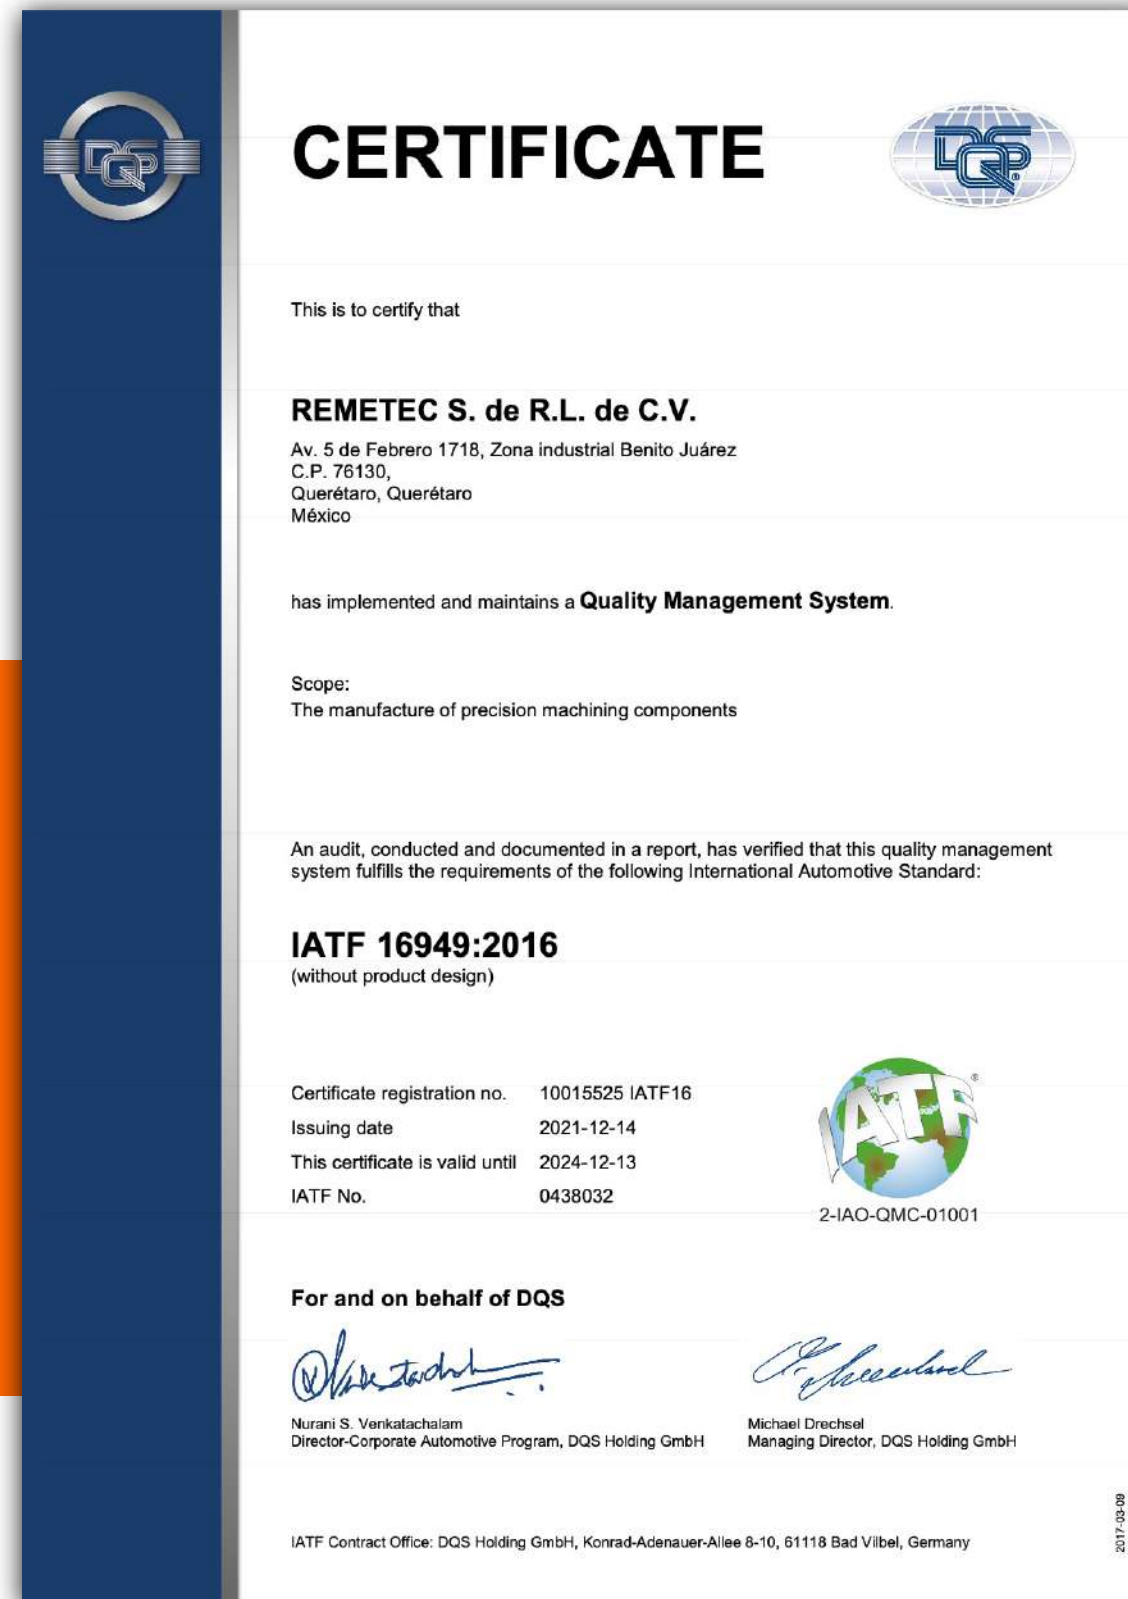 DQS
CERTIFICATE
DQS®
This is to certify that
REMETEC S. de R.L. de C.V.
Av. 5 de Febrero 1718, Zona industrial Benito Juárez
C.P. 76130,
Querétaro, Querétaro
México
has implemented and maintains a Quality Management System.
Scope:
The manufacture of precision machining components
An audit, conducted and documented in a report, has verified that this quality management
system fulfills the requirements of the following International Automotive Standard:
IATF 16949:2016
(without product design)
Certificate registration no. 10015525 IATF16
Issuing date 2021-12-14
This certificate is valid until 2024-12-13
IATF No. 0438032
IATF®
2-IAO-QMC-01001
For and on behalf of DQS
Nurani S. Venkatachalam
Director-Corporate Automotive Program, DQS Holding GmbH
Michael Drechsel
Managing Director, DQS Holding GmbH
IATF Contract Office: DQS Holding GmbH, Konrad-Adenauer-Allee 8-10, 61118 Bad Vilbel, Germany
2017-03-09